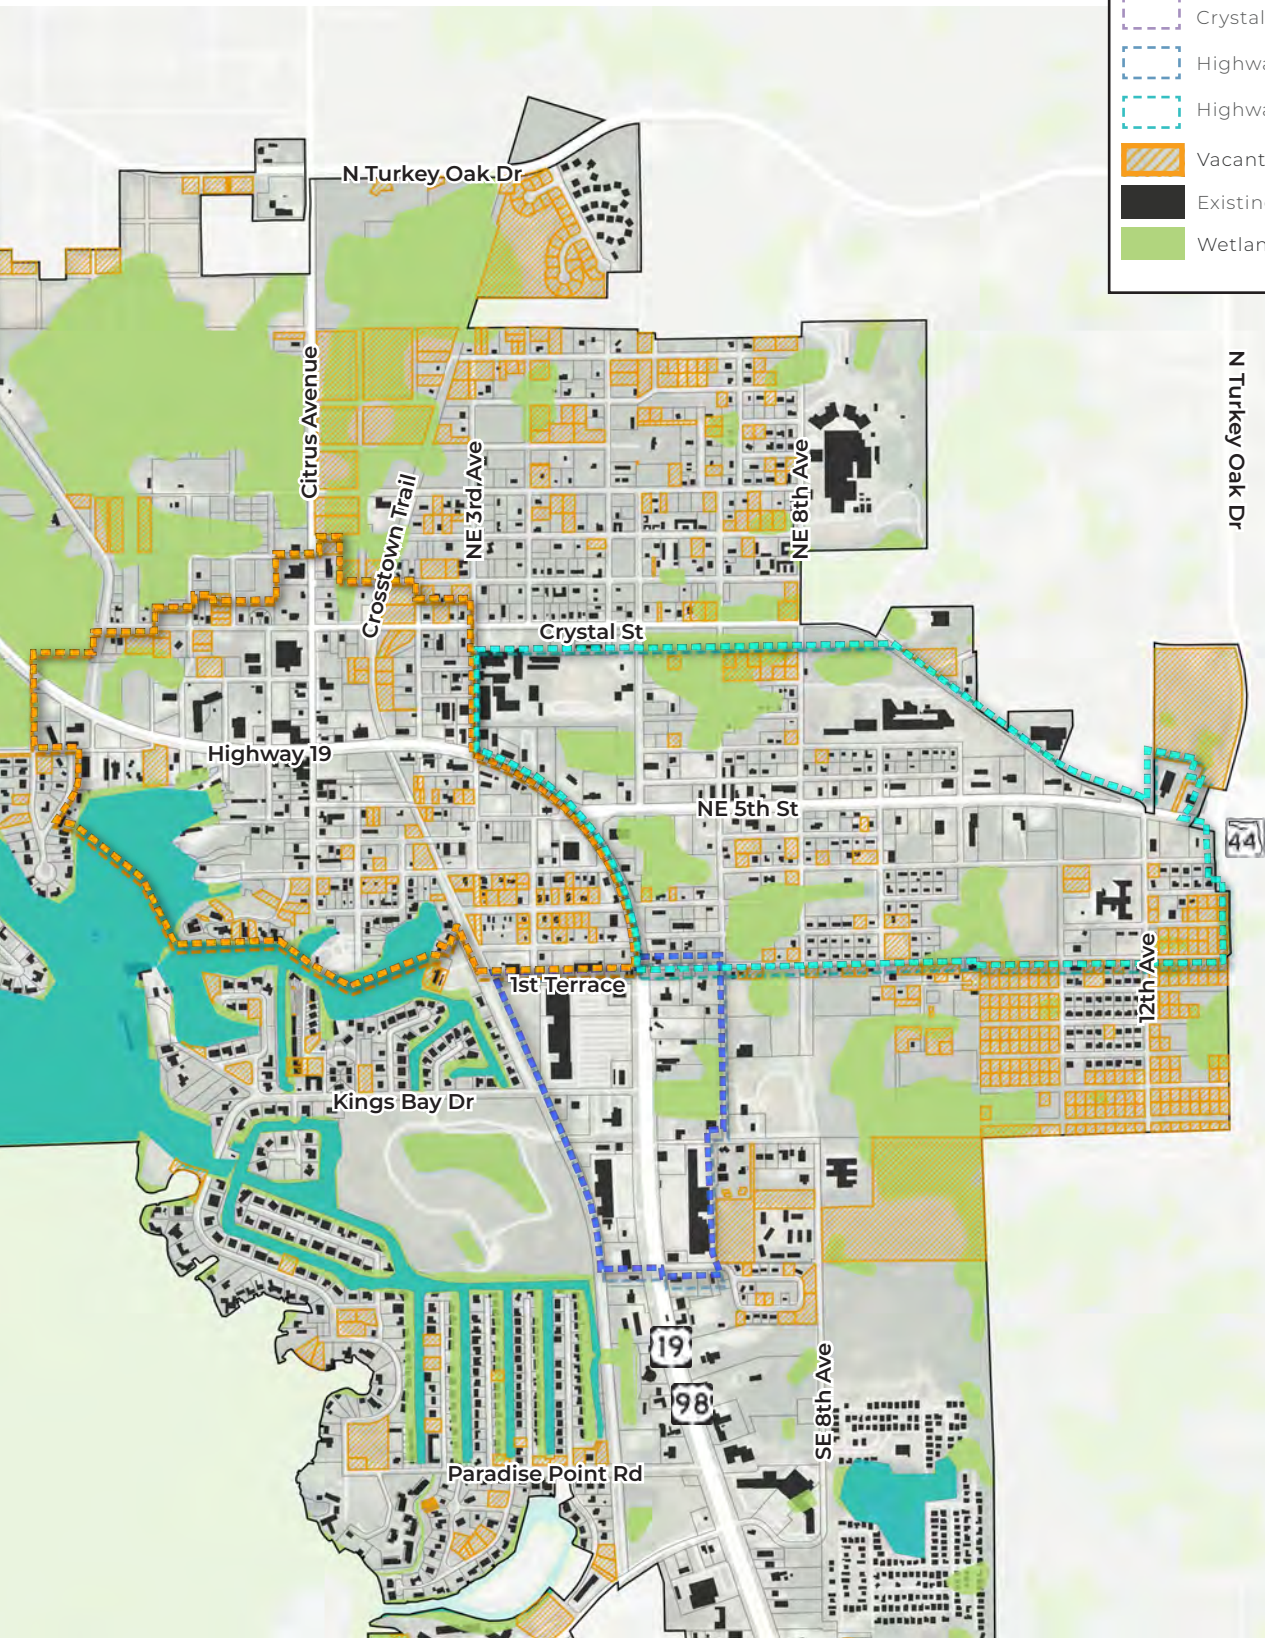 Crystal
Highwa
Highwa
Vacant
Existin
Wetlan
N Turkey Oak Dr
N Turkey Oak Dr
Citrus Avenue
NE 3rd Ave
NE 8th Ave
Crosstown Trail
Crystal St
Highway 19
NE 5th St
44
12th Ave
1st Terrace
Kings Bay Dr
19
98
SE 8th Ave
Paradise Point Rd